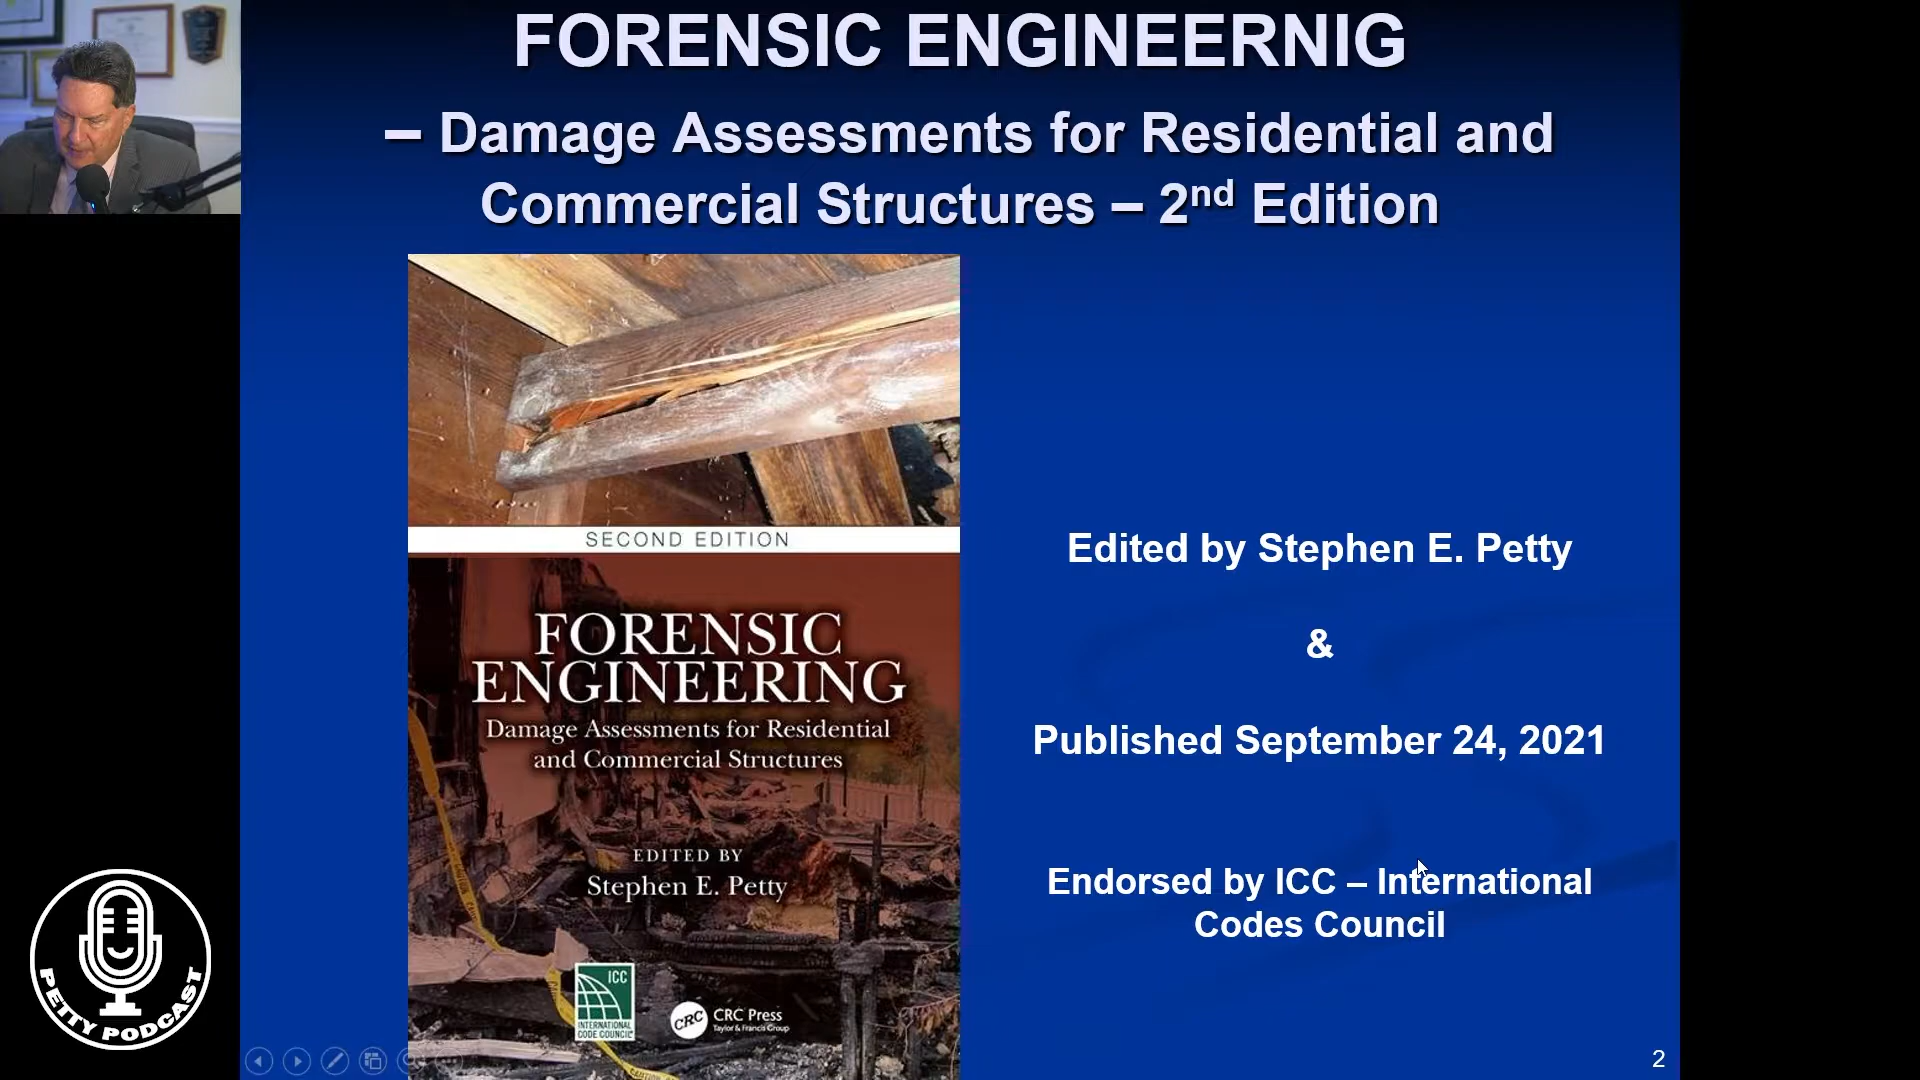 FORENSIC ENGINEERNIG
– Damage Assessments for Residential and
Commercial Structures – 2nd Edition
SECOND EDITION
FORENSIC
ENGINEERING
Damage Assessments for Residential
and Commercial Structures
EDITED BY
Stephen E. Petty
ICC
INTERNATIONAL
CODE COUNCIL
CRC
CRC Press
Taylor & Francis Group
Edited by Stephen E. Petty
&
Published September 24, 2021
Endorsed by ICC – International
Codes Council
PETTY PODCAST
2